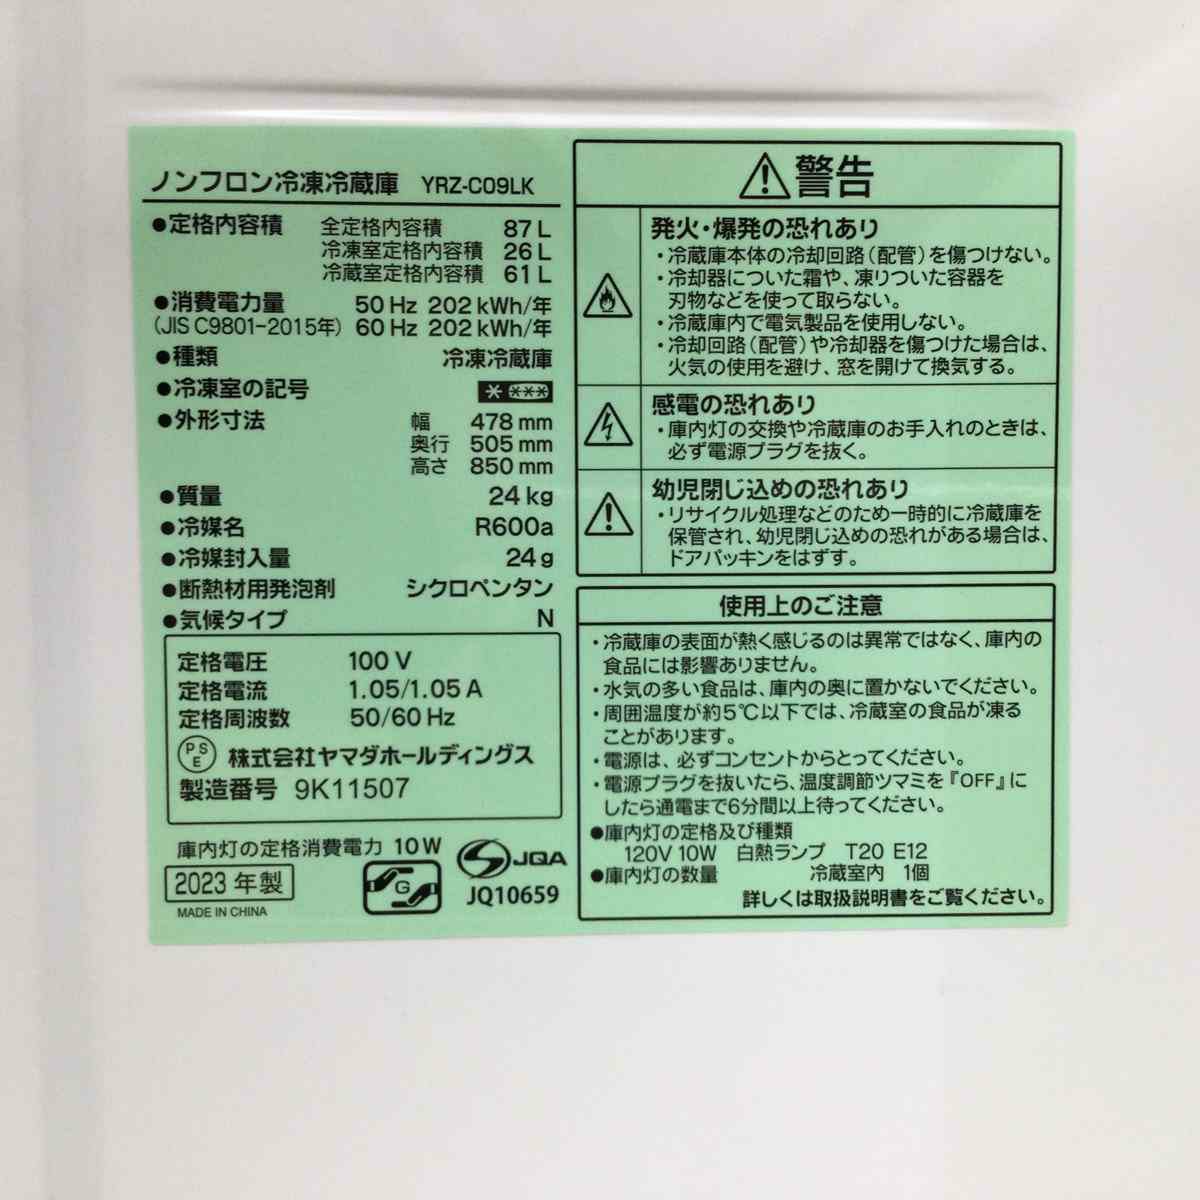 ノンフロン冷凍冷蔵庫 YRZ-C09LK
●定格内容積 全定格内容積 87 L
冷凍室定格内容積 26 L
冷蔵室定格内容積 61 L
●消費電力量 50 Hz 202 kWh/年
(JIS C9801-2015年) 60 Hz 202 kWh/年
●種類 冷凍冷蔵庫
●冷凍室の記号 * ***
●外形寸法 幅 478 mm
奥行 505 mm
高さ 850 mm
●質量 24 kg
●冷媒名 R600a
●冷媒封入量 24 g
●断熱材用発泡剤 シクロペンタン
●気候タイプ N
定格電圧 100 V
定格電流 1.05/1.05 A
定格周波数 50/60 Hz
PSE 株式会社ヤマダホールディングス
製造番号 9K11507
庫内灯の定格消費電力 10 W
2023 年製
MADE IN CHINA
G
JQA
JQ10659
⚠警告
発火・爆発の恐れあり
・冷蔵庫本体の冷却回路(配管)を傷つけない。
・冷却器についた霜や、凍りついた容器を
刃物などを使って取らない。
・冷蔵庫内で電気製品を使用しない。
・冷却回路(配管)や冷却器を傷つけた場合は、
火気の使用を避け、窓を開けて換気する。
感電の恐れあり
・庫内灯の交換や冷蔵庫のお手入れのときは、
必ず電源プラグを抜く。
幼児閉じ込めの恐れあり
・リサイクル処理などのため一時的に冷蔵庫を
保管され、幼児閉じ込めの恐れがある場合は、
ドアパッキンをはずす。
使用上のご注意
・冷蔵庫の表面が熱く感じるのは異常ではなく、庫内の
食品には影響ありません。
・水気の多い食品は、庫内の奥に置かないでください。
・周囲温度が約5℃以下では、冷蔵室の食品が凍る
ことがあります。
・電源は、必ずコンセントからとってください。
・電源プラグを抜いたら、温度調節ツマミを『OFF』に
したら通電まで6分間以上待ってください。
●庫内灯の定格及び種類
120V 10W 白熱ランプ T20 E12
●庫内灯の数量 冷蔵室内 1個
詳しくは取扱説明書をご覧ください。